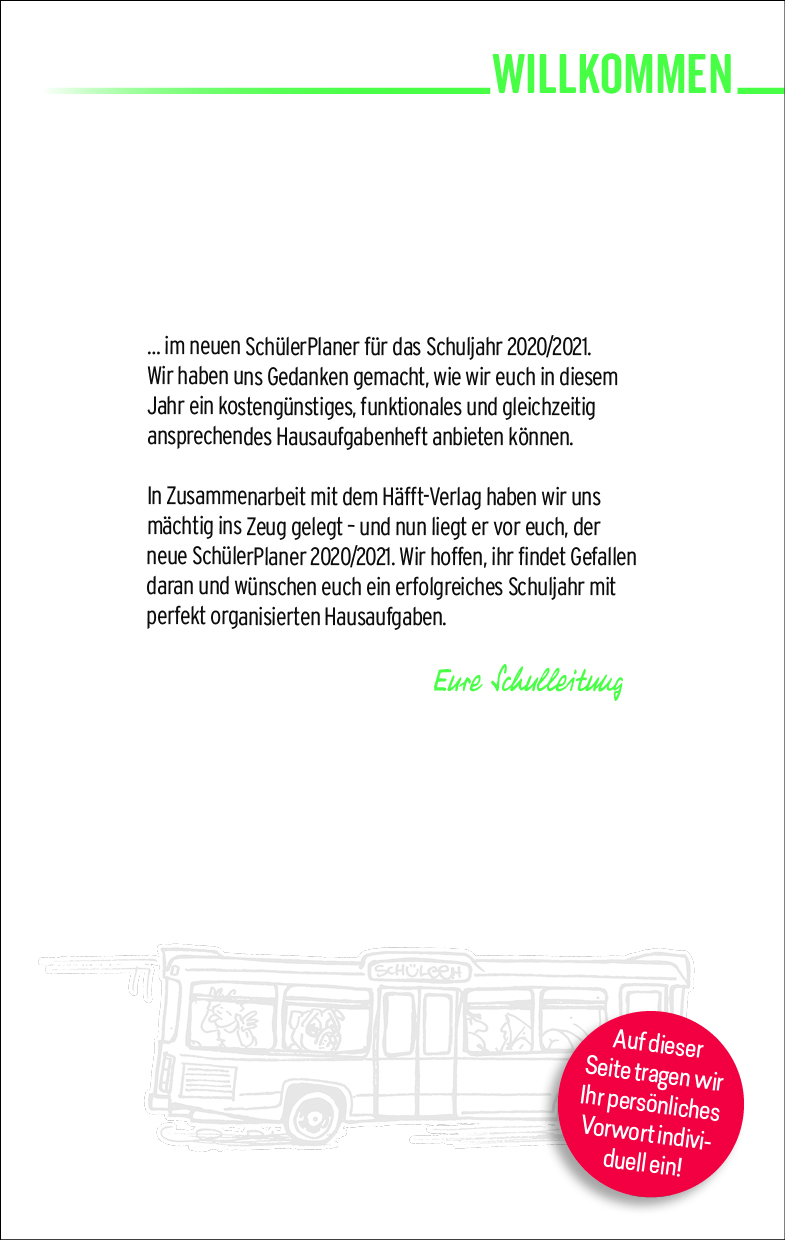 WILLKOMMEN
... im neuen SchülerPlaner für das Schuljahr 2020/2021.
Wir haben uns Gedanken gemacht, wie wir euch in diesem
Jahr ein kostengünstiges, funktionales und gleichzeitig
ansprechendes Hausaufgabenheft anbieten können.
In Zusammenarbeit mit dem Häfft-Verlag haben wir uns
mächtig ins Zeug gelegt – und nun liegt er vor euch, der
neue SchülerPlaner 2020/2021. Wir hoffen, ihr findet Gefallen
daran und wünschen euch ein erfolgreiches Schuljahr mit
perfekt organisierten Hausaufgaben.
Eure Schulleitung
Auf dieser
Seite tragen wir
Ihr persönliches
Vorwort indivi-
duell ein!